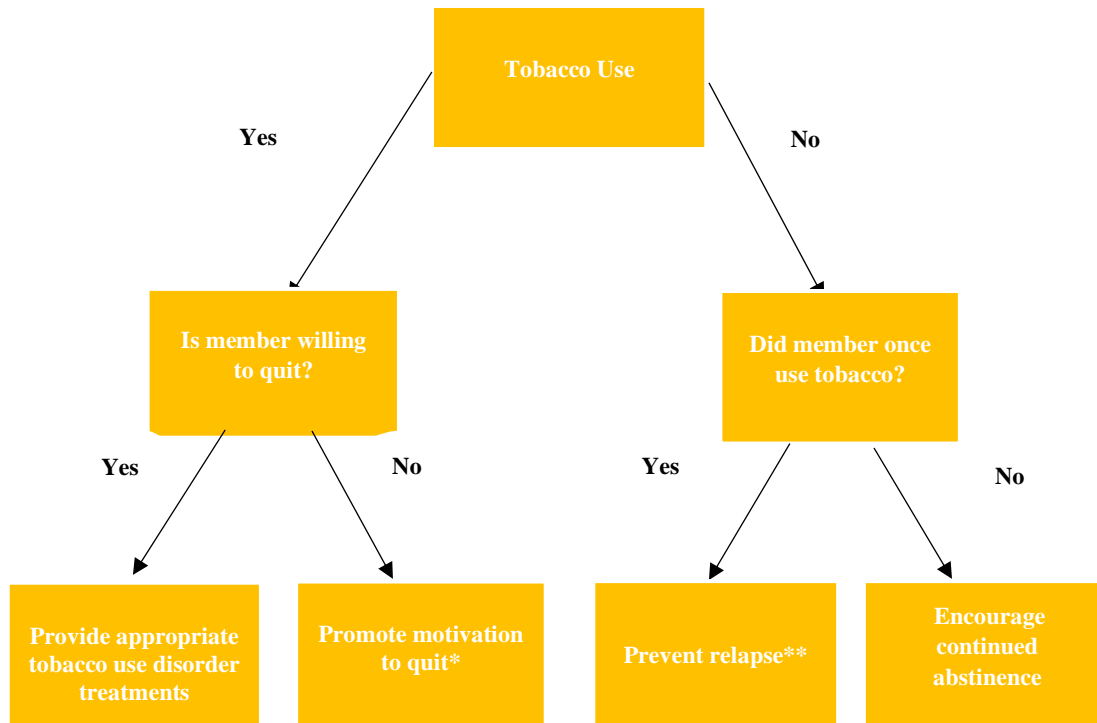 Tobacco Use
Yes
No
Is member willing
to quit?
Did member once
use tobacco?
Yes
No
Yes
No
Provide appropriate
tobacco use disorder
treatments
Promote motivation
to quit*
Prevent relapse**
Encourage
continued
abstinence